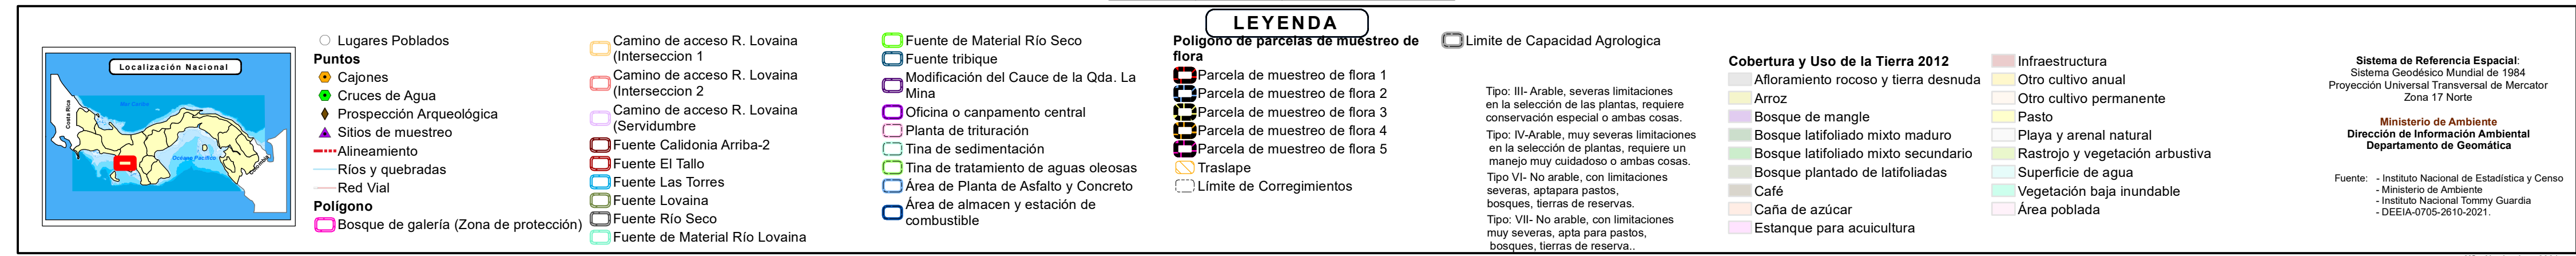 LEYENDA
Localización Nacional
Mar Caribe
Costa Rica
Océano Pacífico
Colombia
Lugares Poblados
Puntos
Cajones
Cruces de Agua
Prospección Arqueológica
Sitios de muestreo
Alineamiento
Ríos y quebradas
Red Vial
Polígono
Bosque de galería (Zona de protección)
Camino de acceso R. Lovaina
(Interseccion 1
Camino de acceso R. Lovaina
(Interseccion 2
Camino de acceso R. Lovaina
(Servidumbre
Fuente Calidonia Arriba-2
Fuente El Tallo
Fuente Las Torres
Fuente Lovaina
Fuente Río Seco
Fuente de Material Río Lovaina
Fuente de Material Río Seco
Fuente tribique
Modificación del Cauce de la Qda. La
Mina
Oficina o canpamento central
Planta de trituración
Tina de sedimentación
Tina de tratamiento de aguas oleosas
Área de Planta de Asfalto y Concreto
Área de almacen y estación de
combustible
Poligono de parcelas de muestreo de
flora
Parcela de muestreo de flora 1
Parcela de muestreo de flora 2
Parcela de muestreo de flora 3
Parcela de muestreo de flora 4
Parcela de muestreo de flora 5
Traslape
Límite de Corregimientos
Limite de Capacidad Agrologica
Tipo: III- Arable, severas limitaciones
en la selección de las plantas, requiere
conservación especial o ambas cosas.
Tipo: IV-Arable, muy severas limitaciones
en la selección de plantas, requiere un
manejo muy cuidadoso o ambas cosas.
Tipo VI- No arable, con limitaciones
severas, aptapara pastos,
bosques, tierras de reservas.
Tipo: VII- No arable, con limitaciones
muy severas, apta para pastos,
bosques, tierras de reserva..
Cobertura y Uso de la Tierra 2012
Afloramiento rocoso y tierra desnuda
Arroz
Bosque de mangle
Bosque latifoliado mixto maduro
Bosque latifoliado mixto secundario
Bosque plantado de latifoliadas
Café
Caña de azúcar
Estanque para acuicultura
Infraestructura
Otro cultivo anual
Otro cultivo permanente
Pasto
Playa y arenal natural
Rastrojo y vegetación arbustiva
Superficie de agua
Vegetación baja inundable
Área poblada
Sistema de Referencia Espacial:
Sistema Geodésico Mundial de 1984
Proyección Universal Transversal de Mercator
Zona 17 Norte
Ministerio de Ambiente
Dirección de Información Ambiental
Departamento de Geomática
Fuente: - Instituto Nacional de Estadística y Censo
- Ministerio de Ambiente
- Instituto Nacional Tommy Guardia
- DEEIA-0705-2610-2021.